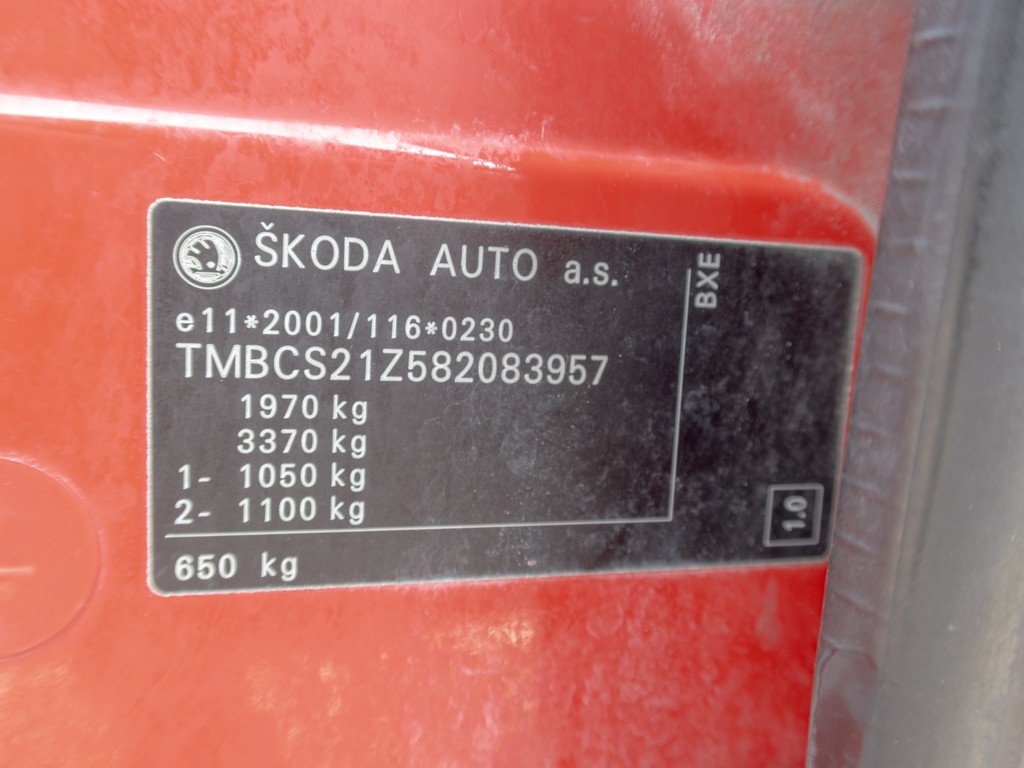 ŠKODA AUTO a.s.
BXE
e11*2001/116*0230
TMBCS21Z582083957
1970 kg
3370 kg
1- 1050 kg
2- 1100 kg
1.0
650 kg